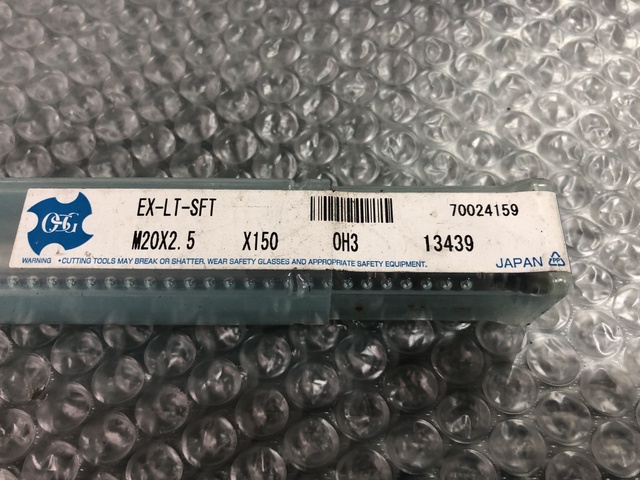 OSG
EX-LT-SFT 70024159
M20X2.5 X150 OH3 13439
WARNING • CUTTING TOOLS MAY BREAK OR SHATTER, WEAR SAFETY GLASSES AND APPROPRIATE SAFETY EQUIPMENT.
JAPAN PP